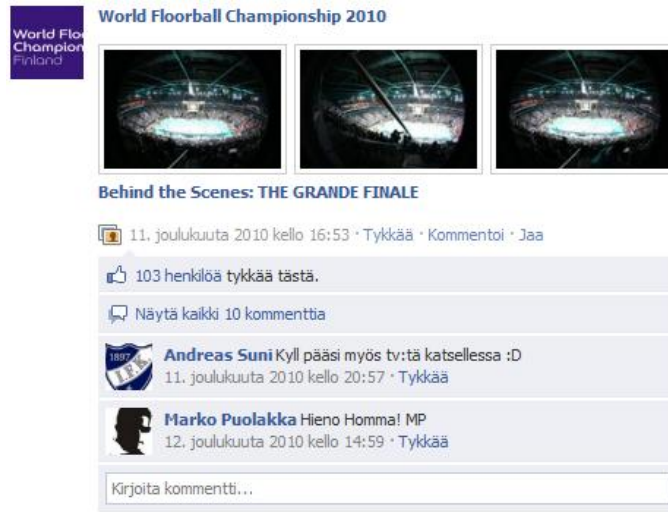 World Floorball Championship 2010
World Floo
Champion
Finland
Behind the Scenes: THE GRANDE FINALE
11. joulukuuta 2010 kello 16:53 · Tykkää · Kommentoi · Jaa
103 henkilöä tykkää tästä.
Näytä kaikki 10 kommenttia
1897
I.F.K.
Andreas Suni Kyll pääsi myös tv:tä katsellessa :D
11. joulukuuta 2010 kello 20:57 · Tykkää
Marko Puolakka Hieno Homma! MP
12. joulukuuta 2010 kello 14:59 · Tykkää
Kirjoita kommentti...